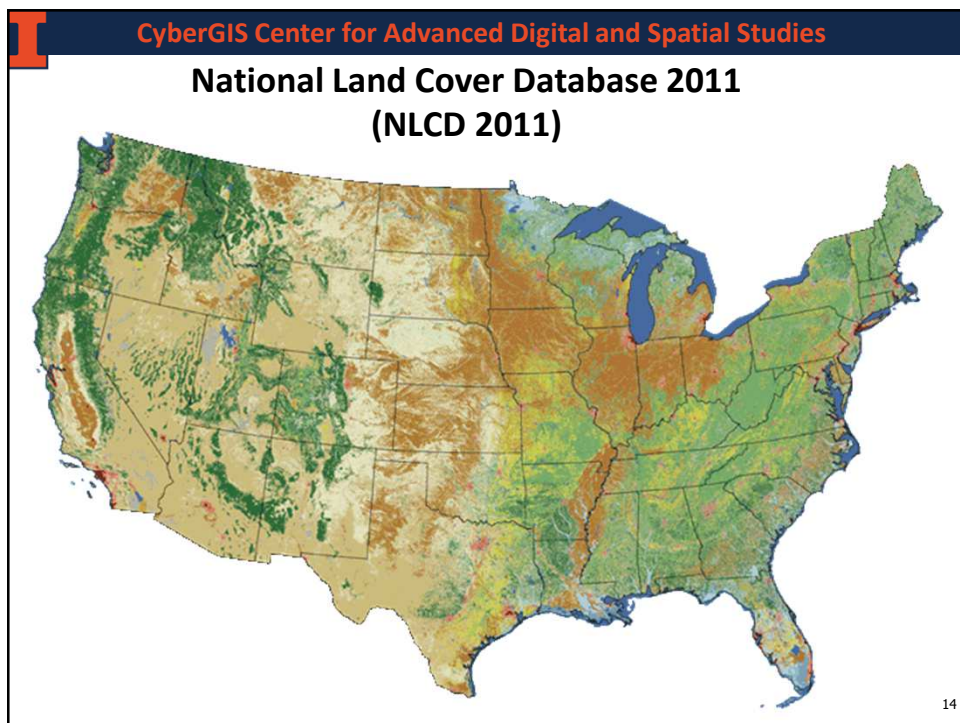 CyberGIS Center for Advanced Digital and Spatial Studies
National Land Cover Database 2011
(NLCD 2011)
14